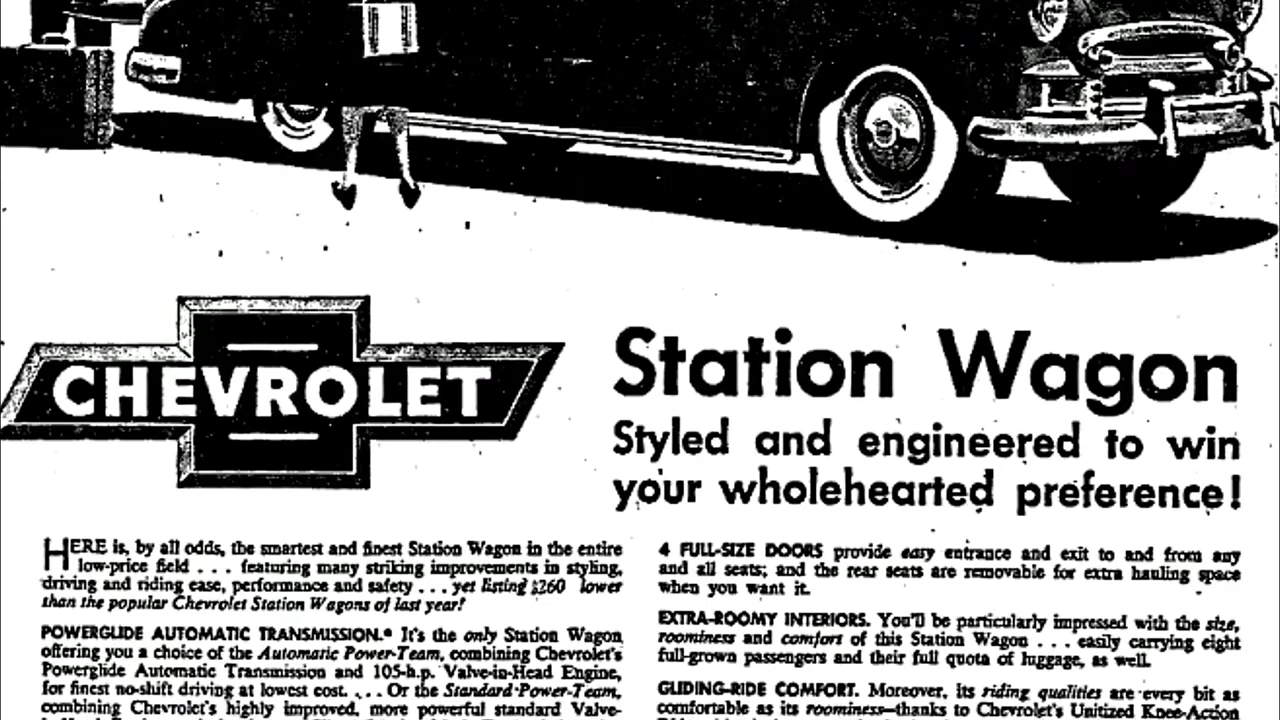 CHEVROLET
Station Wagon
Styled and engineered to win
your wholehearted preference!
HERE is, by all odds, the smartest and finest Station Wagon in the entire
low-price field . . . featuring many striking improvements in styling,
driving and riding ease, performance and safety . . . yet listing $260 lower
than the popular Chevrolet Station Wagons of last year!
POWERGLIDE AUTOMATIC TRANSMISSION.* It's the only Station Wagon
offering you a choice of the Automatic Power-Team, combining Chevrolet's
Powerglide Automatic Transmission and 105-h.p. Valve-in-Head Engine,
for finest no-shift driving at lowest cost. . . . Or the Standard Power-Team,
combining Chevrolet's highly improved, more powerful standard Valve-
4 FULL-SIZE DOORS provide easy entrance and exit to and from any
and all seats; and the rear seats are removable for extra hauling space
when you want it.
EXTRA-ROOMY INTERIORS. You'll be particularly impressed with the size,
roominess and comfort of this Station Wagon . . . easily carrying eight
full-grown passengers and their full quota of luggage, as well.
GLIDING-RIDE COMFORT. Moreover, its riding qualities are every bit as
comfortable as its roominess—thanks to Chevrolet's Unitized Knee-Action